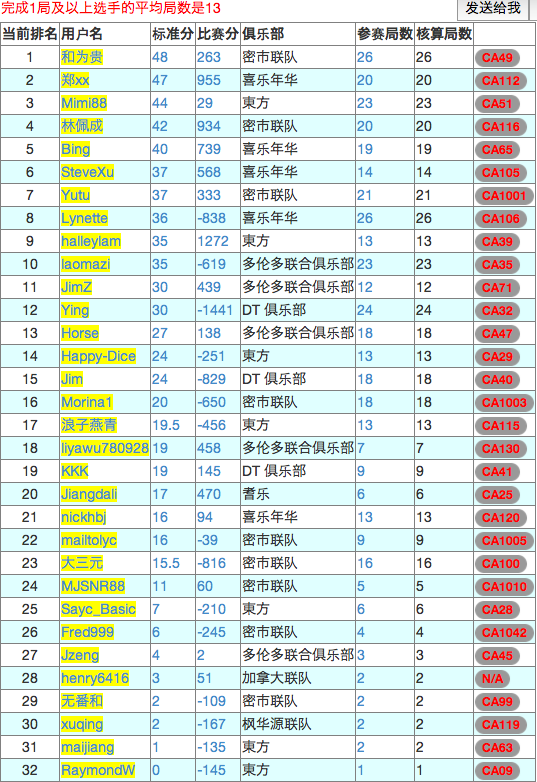 完成1局及以上选手的平均局数是13
发送给我
当前排名 用户名 标准分 比赛分 俱乐部 参赛局数 核算局数
1 和为贵 48 263 密市联队 26 26 CA49
2 郑xx 47 955 喜乐年华 20 20 CA112
3 Mimi88 44 29 東方 23 23 CA51
4 林佩成 42 934 密市联队 20 20 CA116
5 Bing 40 739 喜乐年华 19 19 CA65
6 SteveXu 37 568 喜乐年华 14 14 CA105
7 Yutu 37 333 密市联队 21 21 CA1001
8 Lynette 36 -838 喜乐年华 26 26 CA106
9 halleylam 35 1272 東方 13 13 CA39
10 laomazi 35 -619 多伦多联合俱乐部 23 23 CA35
11 JimZ 30 439 多伦多联合俱乐部 12 12 CA71
12 Ying 30 -1441 DT 俱乐部 24 24 CA32
13 Horse 27 138 多伦多联合俱乐部 18 18 CA47
14 Happy-Dice 24 -251 東方 13 13 CA29
15 Jim 24 -829 DT 俱乐部 18 18 CA40
16 Morina1 20 -650 密市联队 18 18 CA1003
17 浪子燕青 19.5 -456 東方 13 13 CA115
18 liyawu780928 19 458 多伦多联合俱乐部 7 7 CA130
19 KKK 19 145 DT 俱乐部 9 9 CA41
20 Jiangdali 17 470 耆乐 6 6 CA25
21 nickhbj 16 94 喜乐年华 13 13 CA120
22 mailtolyc 16 -39 密市联队 9 9 CA1005
23 大三元 15.5 -816 密市联队 16 16 CA100
24 MJSNR88 11 60 密市联队 5 5 CA1010
25 Sayc_Basic 7 -210 東方 6 6 CA28
26 Fred999 6 -245 密市联队 4 4 CA1042
27 Jzeng 4 2 多伦多联合俱乐部 3 3 CA45
28 henry6416 3 51 加拿大联队 2 2 N/A
29 无番和 2 -109 密市联队 2 2 CA99
30 xuqing 2 -167 枫华源联队 2 2 CA119
31 maijiang 1 -135 東方 2 2 CA63
32 RaymondW 0 -145 東方 1 1 CA09